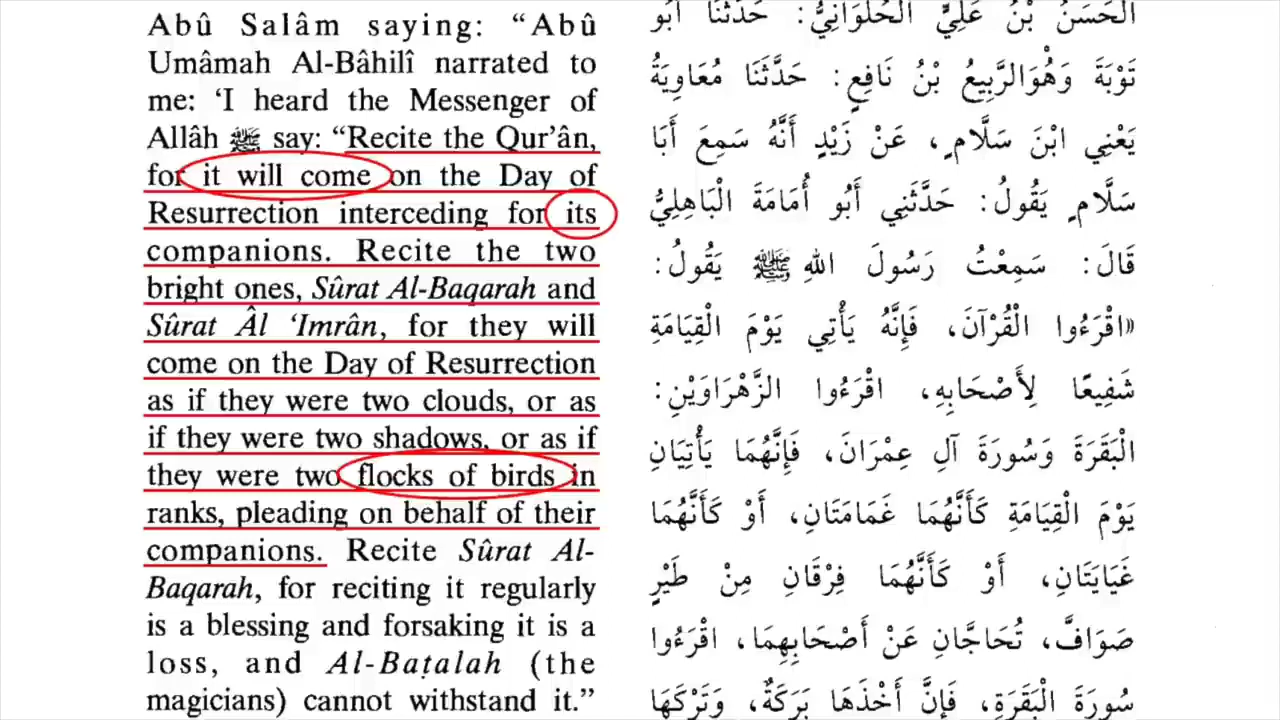 Abû Salâm saying: “Abû
Umâmah Al-Bâhilî narrated to
me: ‘I heard the Messenger of
Allâh ﷺ say: “Recite the Qur’ân,
for it will come on the Day of
Resurrection interceding for its
companions. Recite the two
bright ones, Sûrat Al-Baqarah and
Sûrat Âl ‘Imrân, for they will
come on the Day of Resurrection
as if they were two clouds, or as
if they were two shadows, or as if
they were two flocks of birds in
ranks, pleading on behalf of their
companions. Recite Sûrat Al-
Baqarah, for reciting it regularly
is a blessing and forsaking it is a
loss, and Al-Baṭalah (the
magicians) cannot withstand it.”
الْحَسَنُ بْنُ عَلِيٍّ الْحُلْوَانِيُّ: حَدَّثَنَا أَبُو
تَوْبَةَ وَهُوَالرَّبِيعُ بْنُ نَافِعٍ: حَدَّثَنَا مُعَاوِيَةُ
يَعْنِي ابْنَ سَلَّامٍ، عَنْ زَيْدٍ أَنَّهُ سَمِعَ أَبَا
سَلَّامٍ يَقُولُ: حَدَّثَنِي أَبُو أُمَامَةَ الْبَاهِلِيُّ
قَالَ: سَمِعْتُ رَسُولَ اللهِ ﷺ يَقُولُ:
«اقْرَءُوا الْقُرْآنَ، فَإِنَّهُ يَأْتِي يَوْمَ الْقِيَامَةِ
شَفِيعًا لِأَصْحَابِهِ، اقْرَءُوا الزَّهْرَاوَيْنِ:
الْبَقَرَةَ وَسُورَةَ آلِ عِمْرَانَ، فَإِنَّهُمَا يَأْتِيَانِ
يَوْمَ الْقِيَامَةِ كَأَنَّهُمَا غَمَامَتَانِ، أَوْ كَأَنَّهُمَا
غَيَايَتَانِ، أَوْ كَأَنَّهُمَا فِرْقَانِ مِنْ طَيْرٍ
صَوَافَّ، تُحَاجَّانِ عَنْ أَصْحَابِهِمَا، اقْرَءُوا
سُورَةَ الْبَقَرَةِ، فَإِنَّ أَخْذَهَا بَرَكَةٌ، وَتَرْكَهَا